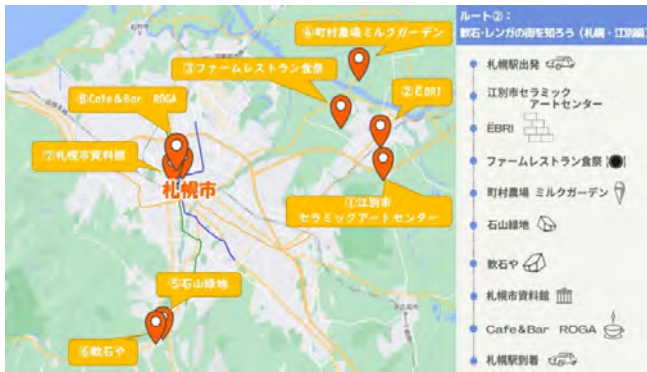 ④町村農場ミルクガーデン
③ファームレストラン食祭
②ËBRI
⑧Cafe&Bar ROGA
⑦札幌市資料館
札幌市
①江別市
セラミックアートセンター
⑤石山緑地
⑥軟石や
ルート②:
軟石・レンガの街を知ろう(札幌・江別編)
札幌駅出発
江別市セラミック
アートセンター
ËBRI
ファームレストラン食祭
町村農場 ミルクガーデン
石山緑地
軟石や
札幌市資料館
Cafe&Bar ROGA
札幌駅到着